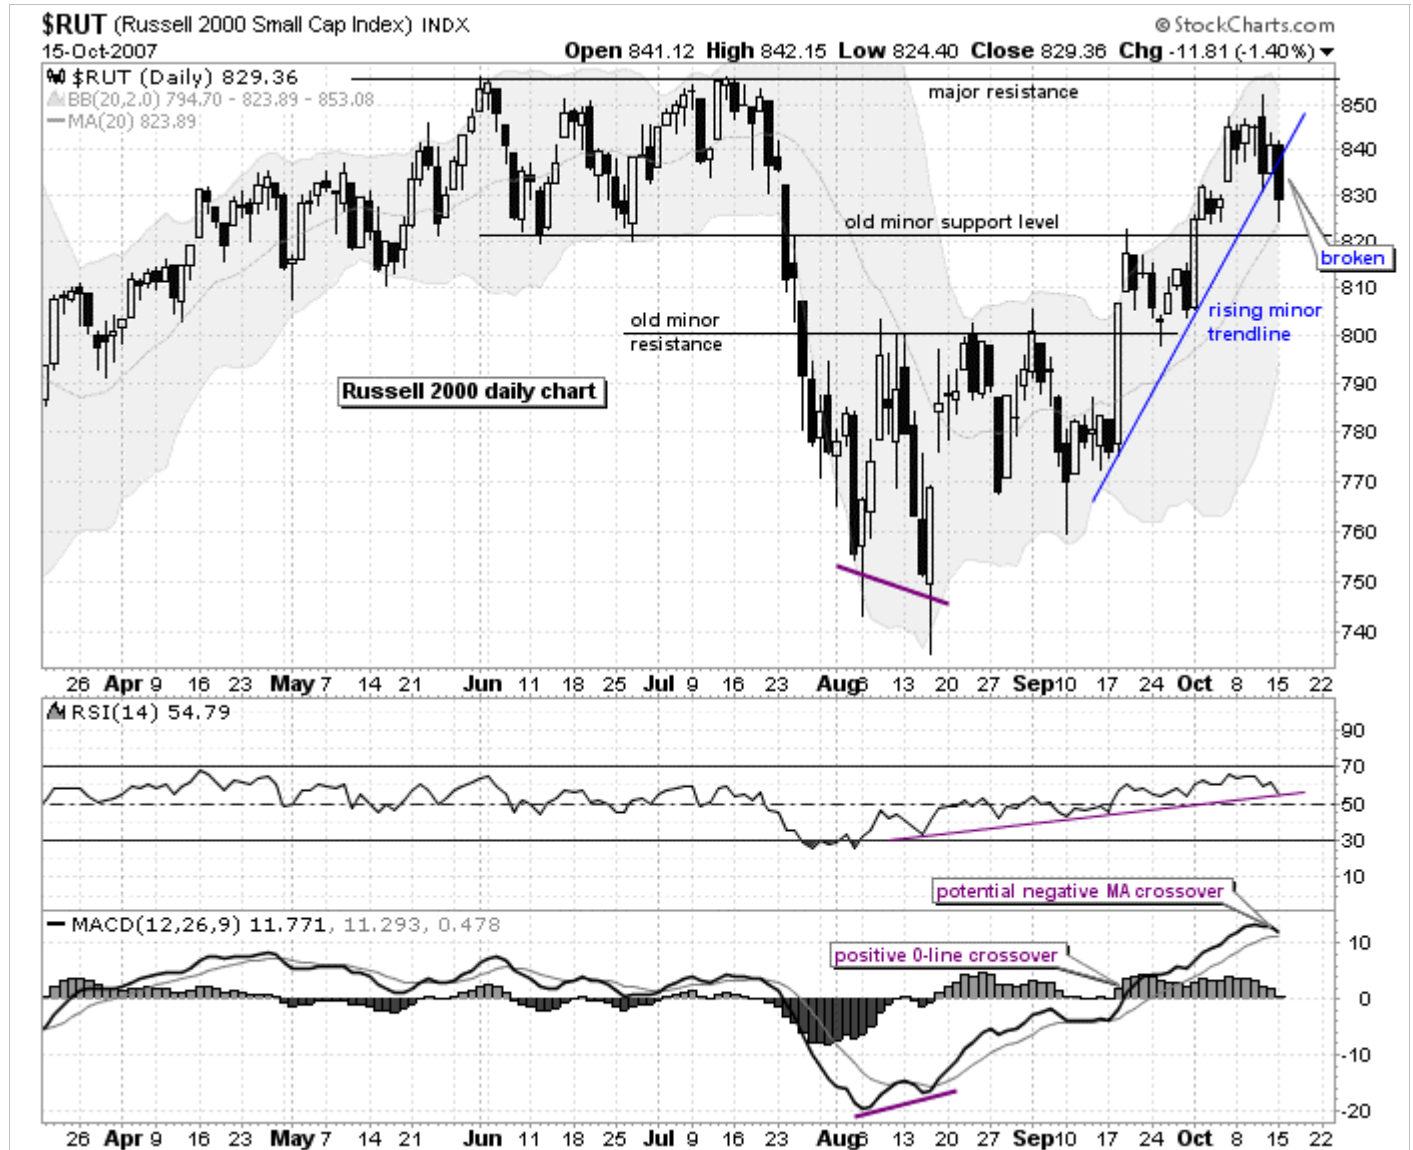 $RUT (Russell 2000 Small Cap Index) INDX
© StockCharts.com
15-Oct-2007
Open 841.12 High 842.15 Low 824.40 Close 829.36 Chg -11.81 (-1.40%)
$RUT (Daily) 829.36
BB(20,2.0) 794.70 - 823.89 - 853.08
MA(20) 823.89
major resistance
old minor support level
broken
old minor
resistance
rising minor
trendline
Russell 2000 daily chart
850
840
830
820
810
800
790
780
770
760
750
740
26 Apr 9 16 23 May 7 14 21 Jun 11 18 25 Jul 9 16 23 Aug 6 13 20 27 Sep 10 17 24 Oct 8 15 22
RSI(14) 54.79
90
70
50
30
10
potential negative MA crossover
MACD(12,26,9) 11.771, 11.293, 0.478
positive 0-line crossover
10
0
-10
-20
26 Apr 9 16 23 May 7 14 21 Jun 11 18 25 Jul 9 16 23 Aug 6 13 20 27 Sep 10 17 24 Oct 8 15 22